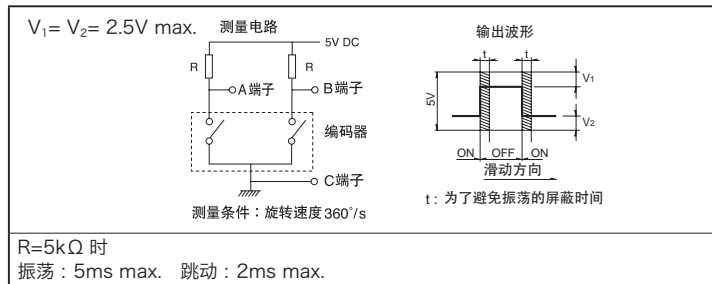 V₁= V₂= 2.5V max.
测量电路
5V DC
R
R
A端子
B端子
编码器
C端子
测量条件：旋转速度360°/s
输出波形
t
t
V₁
5V
V₂
ON
OFF
ON
滑动方向
t：为了避免振荡的屏蔽时间
R=5kΩ 时
振荡：5ms max. 跳动：2ms max.